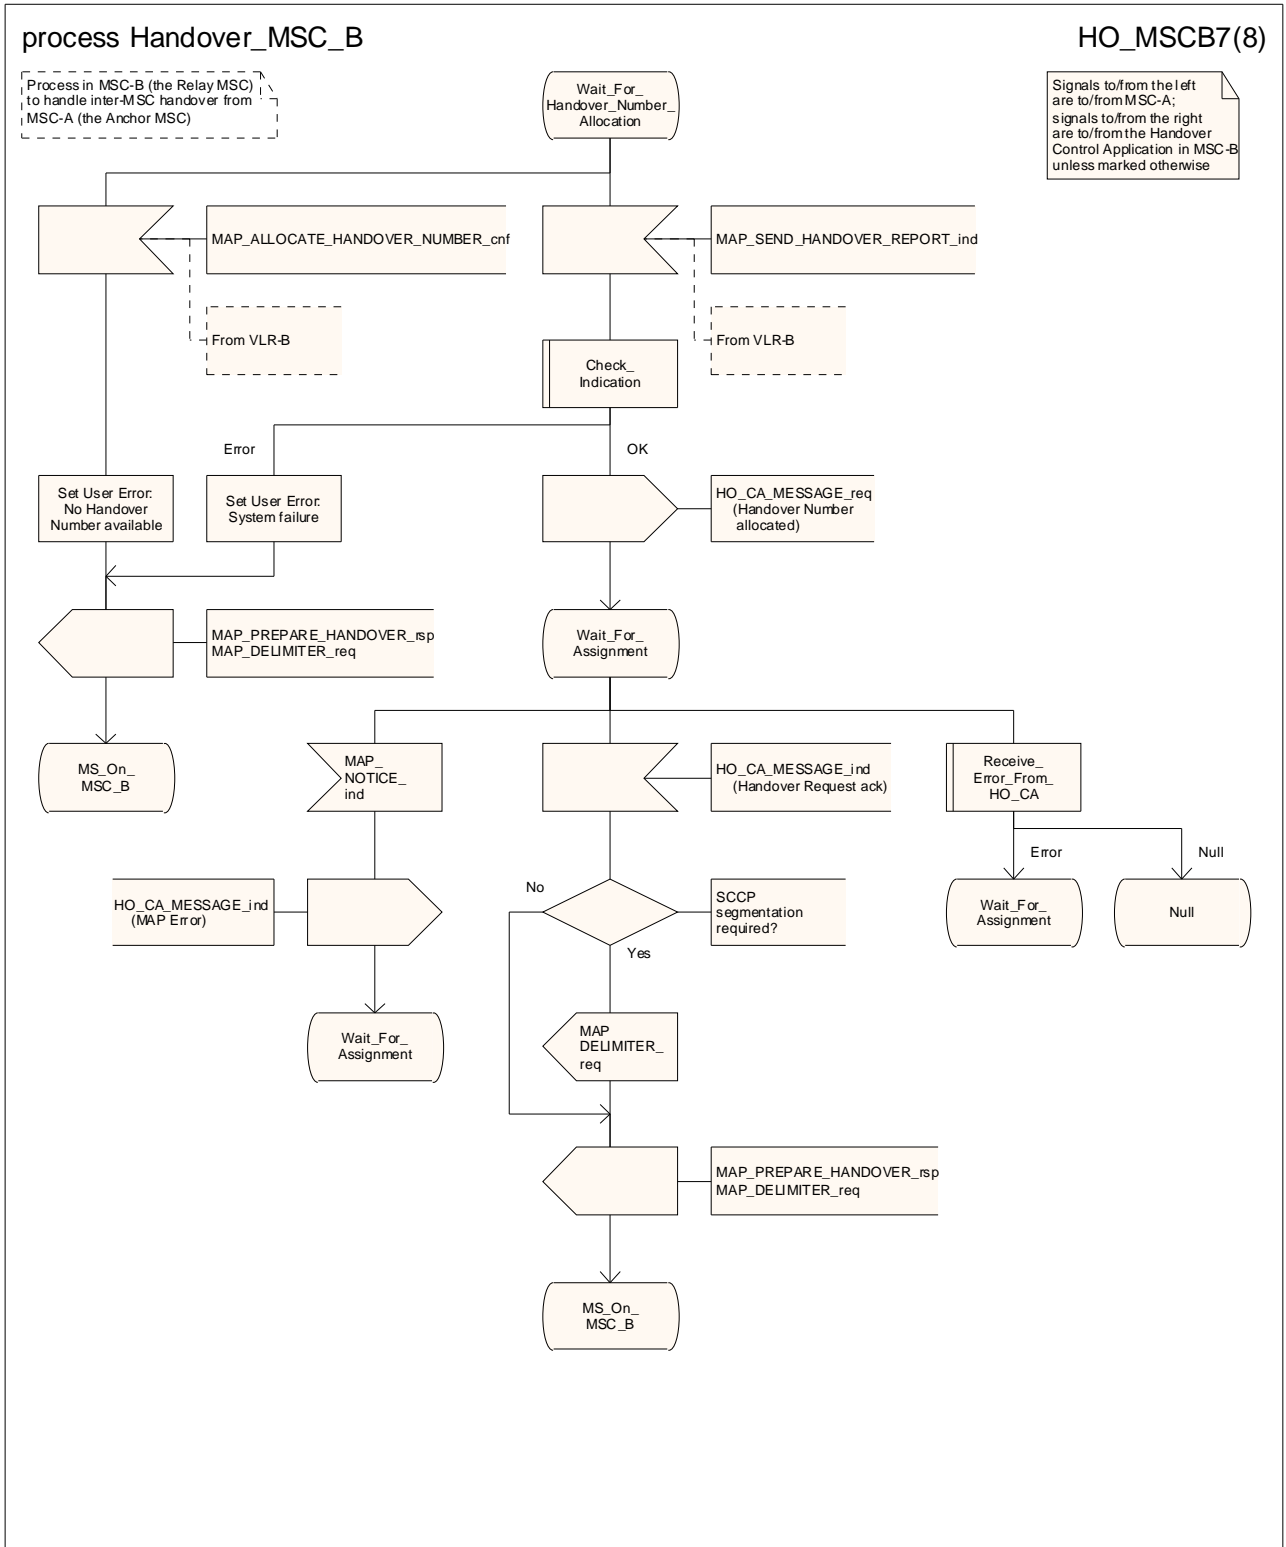 process Handover_MSC_B
HO_MSCB7(8)
Process in MSC-B (the Relay MSC)
to handle inter-MSC handover from
MSC-A (the Anchor MSC)
Wait_For_
Handover_Number_
Allocation
Signals to/from the left
are to/from MSC-A;
signals to/from the right
are to/from the Handover
Control Application in MSC-B
unless marked otherwise
MAP_ALLOCATE_HANDOVER_NUMBER_cnf
MAP_SEND_HANDOVER_REPORT_ind
From VLR-B
From VLR-B
Check_
Indication
Error
OK
Set User Error:
No Handover
Number available
Set User Error:
System failure
HO_CA_MESSAGE_req
(Handover Number
allocated)
MAP_PREPARE_HANDOVER_rsp
MAP_DELIMITER_req
Wait_For_
Assignment
MS_On_
MSC_B
MAP_
NOTICE_
ind
HO_CA_MESSAGE_ind
(Handover Request ack)
Receive_
Error_From_
HO_CA
Error
Null
HO_CA_MESSAGE_ind
(MAP Error)
No
SCCP
segmentation
required?
Yes
Wait_For_
Assignment
Null
Wait_For_
Assignment
MAP
DELIMITER_
req
MAP_PREPARE_HANDOVER_rsp
MAP_DELIMITER_req
MS_On_
MSC_B